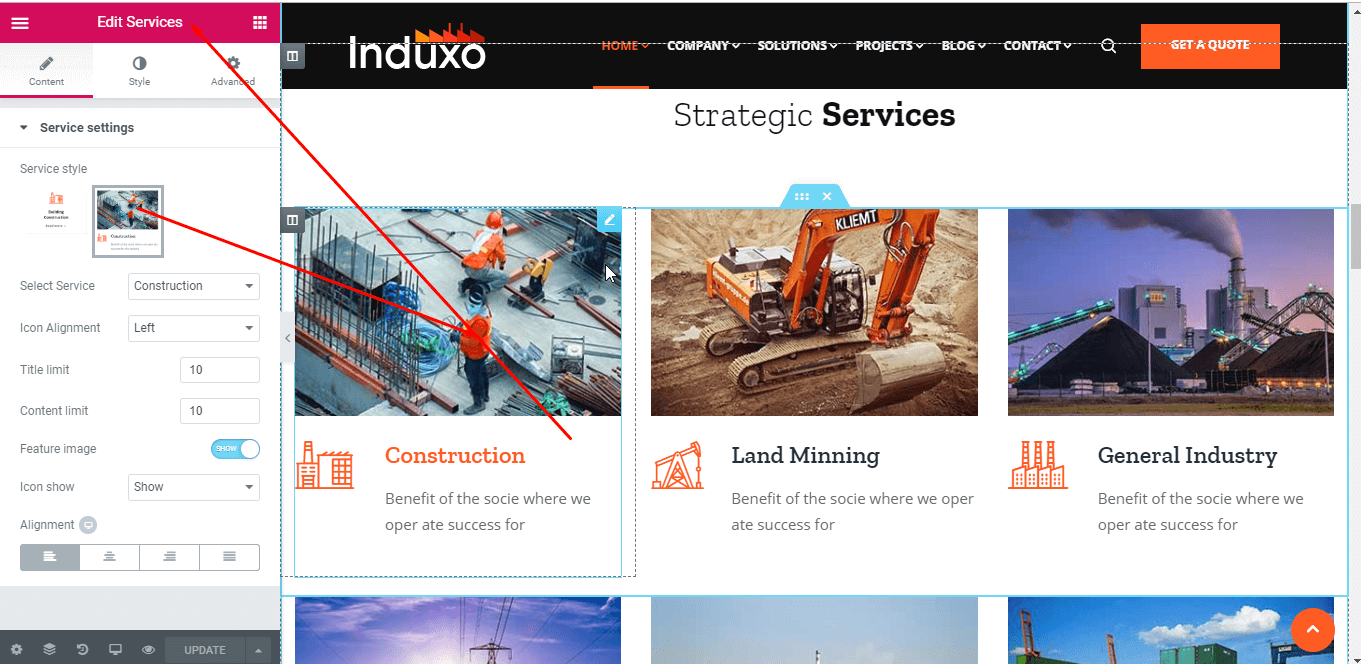 Edit Services
Content
Style
Advanced
Service settings
Service style
Building
Construction
Construction
Select Service
Construction
Icon Alignment
Left
Title limit
10
Content limit
10
Feature image
SHOW
Icon show
Show
Alignment
UPDATE
Induxo
HOME
COMPANY
SOLUTIONS
PROJECTS
BLOG
CONTACT
GET A QUOTE
Strategic Services
KLIEMT
Construction
Benefit of the socie where we
oper ate success for
Land Minning
Benefit of the socie where we oper
ate success for
General Industry
Benefit of the socie where we
oper ate success for